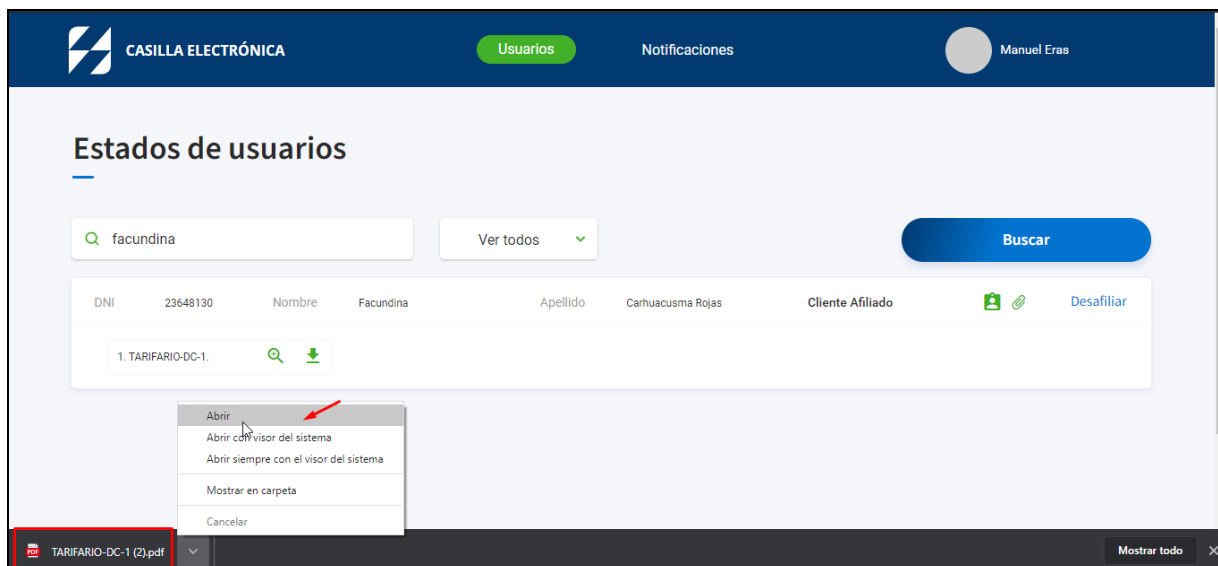 CASILLA ELECTRÓNICA Usuarios Notificaciones Manuel Eras
Estados de usuarios
facundina Ver todos Buscar
DNI 23648130 Nombre Facundina Apellido Carhuacusma Rojas Cliente Afiliado Desafiliar
1. TARIFARIO-DC-1.
Abrir
Abrir con visor del sistema
Abrir siempre con el visor del sistema
Mostrar en carpeta
Cancelar
PDF TARIFARIO-DC-1 (2).pdf Mostrar todo